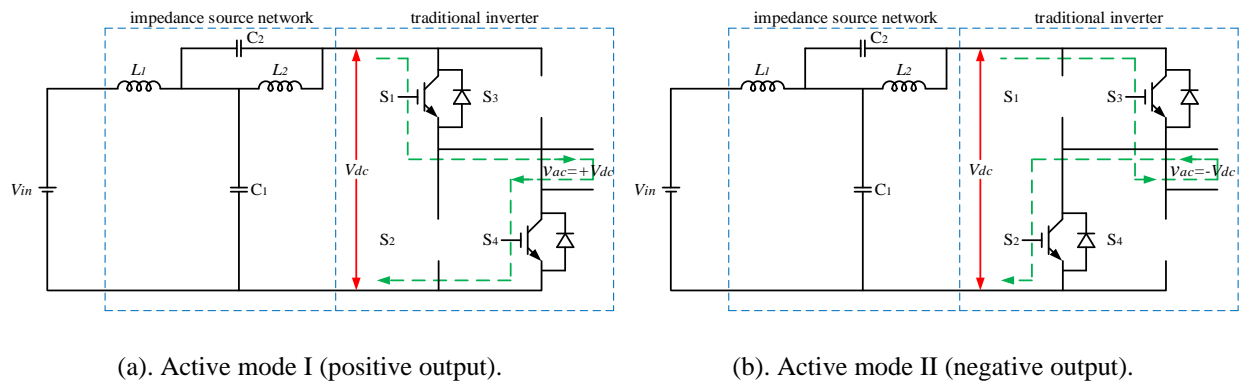 impedance source network
traditional inverter
C2
L1
L2
S1
S3
Vin
C1
Vdc
vac=+Vdc
S2
S4
(a). Active mode I (positive output).
impedance source network
traditional inverter
C2
L1
L2
S1
S3
Vin
C1
Vdc
vac=-Vdc
S2
S4
(b). Active mode II (negative output).